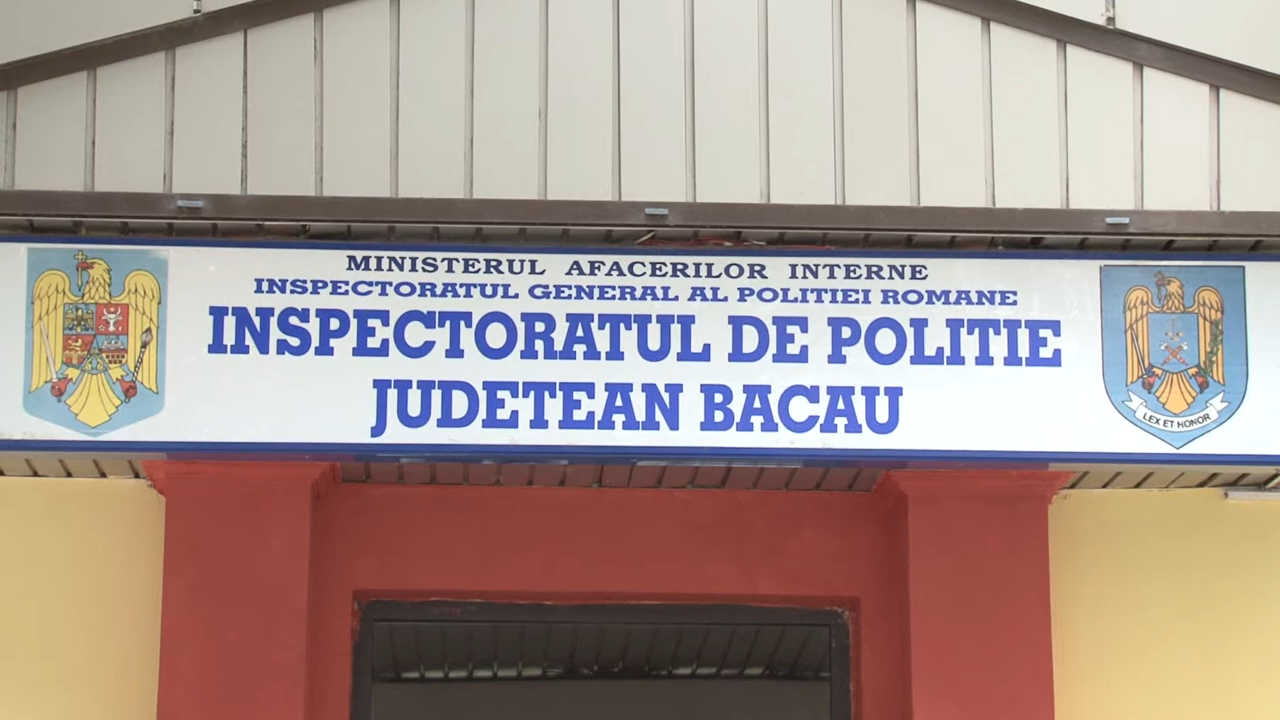 MINISTERUL AFACERILOR INTERNE
INSPECTORATUL GENERAL AL POLITIEI ROMANE
INSPECTORATUL DE POLITIE
JUDETEAN BACAU
LEX ET HONOR